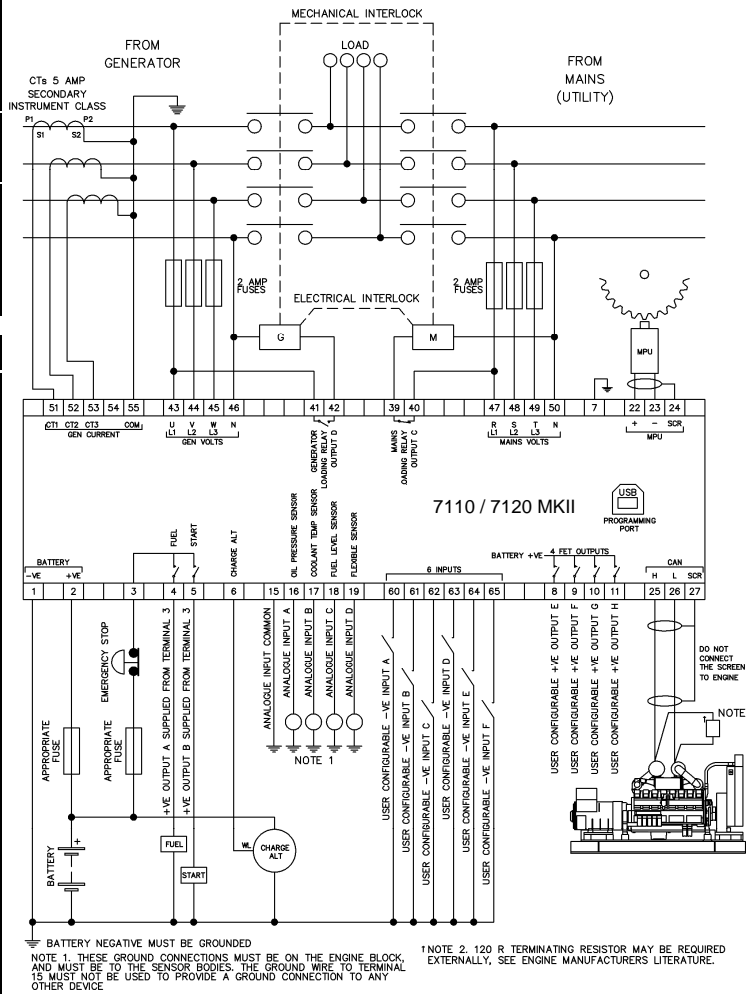 MECHANICAL INTERLOCK
FROM
GENERATOR
LOAD
FROM
MAINS
(UTILITY)
CTs 5 AMP
SECONDARY
INSTRUMENT CLASS
P1
P2
S1
S2
2 AMP
FUSES
ELECTRICAL INTERLOCK
2 AMP
FUSES
G
M
MPU
51 52 53 54 55 43 44 45 46 41 42 39 40 47 48 49 50 7 22 23 24
CT1 CT2 CT3 COM
GEN CURRENT
U V W N
L1 L2 L3
GEN VOLTS
GENERATOR
LOADING RELAY
OUTPUT D
MAINS
OADING RELAY
OUTPUT C
R S T N
L1 L2 L3
MAINS VOLTS
+ − SCR
MPU
7110 / 7120 MKII
USB
PROGRAMMING
PORT
BATTERY
−VE +VE
FUEL
START
CHARGE ALT
OIL PRESSURE SENSOR
COOLANT TEMP SENSOR
FUEL LEVEL SENSOR
FLEXIBLE SENSOR
6 INPUTS
BATTERY +VE
4 FET OUTPUTS
CAN
H L SCR
1 2 3 4 5 6 15 16 17 18 19 60 61 62 63 64 65 8 9 10 11 25 26 27
EMERGENCY STOP
APPROPRIATE
FUSE
APPROPRIATE
FUSE
+VE OUTPUT A SUPPLIED FROM TERMINAL 3
+VE OUTPUT B SUPPLIED FROM TERMINAL 3
ANALOGUE INPUT COMMON
ANALOGUE INPUT A
ANALOGUE INPUT B
ANALOGUE INPUT C
ANALOGUE INPUT D
NOTE 1
USER CONFIGURABLE −VE INPUT A
USER CONFIGURABLE −VE INPUT B
USER CONFIGURABLE −VE INPUT C
USER CONFIGURABLE −VE INPUT D
USER CONFIGURABLE −VE INPUT E
USER CONFIGURABLE −VE INPUT F
USER CONFIGURABLE +VE OUTPUT E
USER CONFIGURABLE +VE OUTPUT F
USER CONFIGURABLE +VE OUTPUT G
USER CONFIGURABLE +VE OUTPUT H
DO NOT
CONNECT
THE SCREEN
TO ENGINE
† NOTE
BATTERY
+
−
FUEL
START
WL
CHARGE
ALT
BATTERY NEGATIVE MUST BE GROUNDED
NOTE 1. THESE GROUND CONNECTIONS MUST BE ON THE ENGINE BLOCK,
AND MUST BE TO THE SENSOR BODIES. THE GROUND WIRE TO TERMINAL
15 MUST NOT BE USED TO PROVIDE A GROUND CONNECTION TO ANY
OTHER DEVICE
†NOTE 2. 120 R TERMINATING RESISTOR MAY BE REQUIRED
EXTERNALLY, SEE ENGINE MANUFACTURERS LITERATURE.